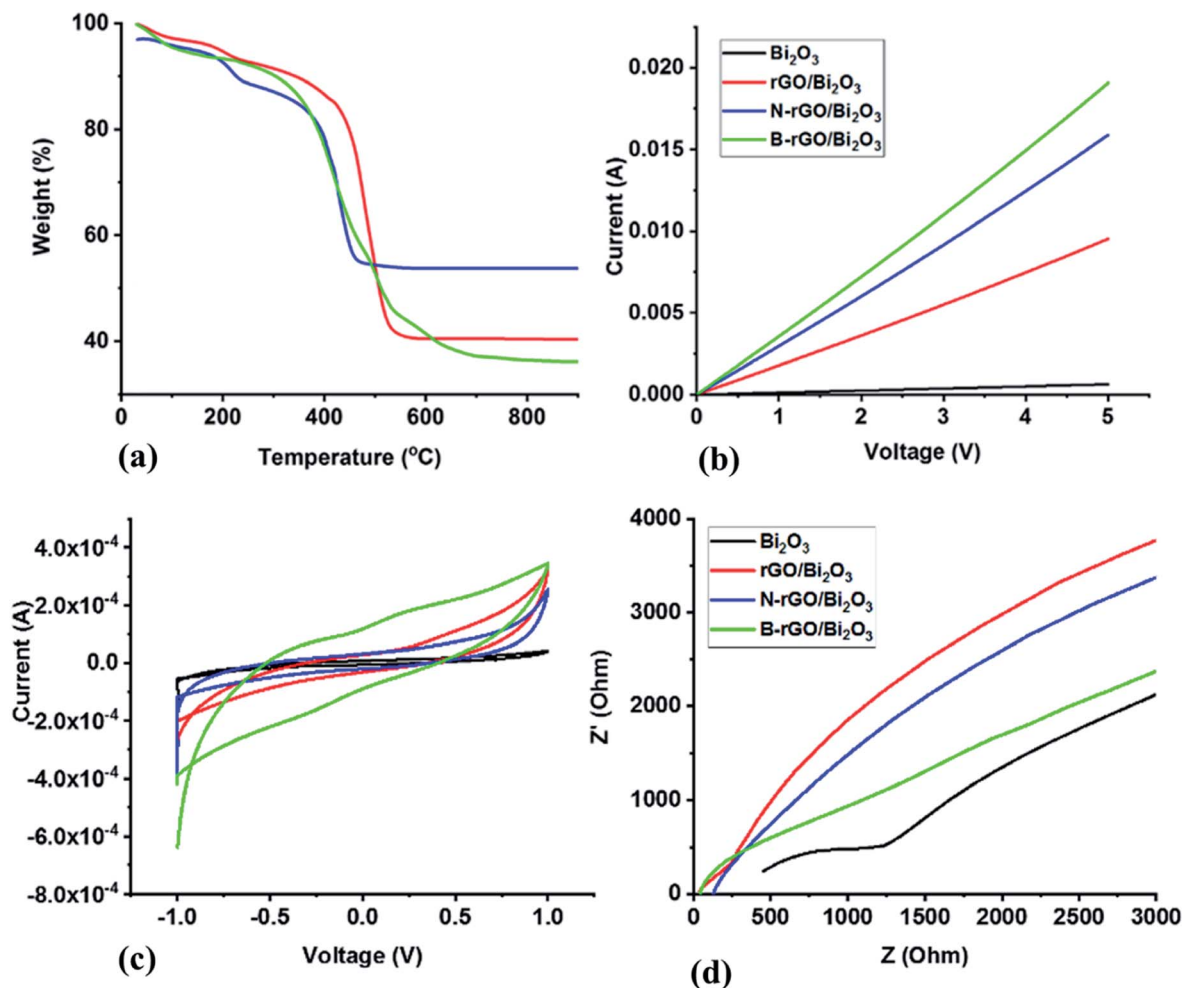 (a)
100
80
60
40
Weight (%)
0 200 400 600 800
Temperature (°C)
0.020
0.015
0.010
0.005
0.000
Current (A)
Bi₂O₃
rGO/Bi₂O₃
N-rGO/Bi₂O₃
B-rGO/Bi₂O₃
0 1 2 3 4 5
Voltage (V)
(b)
4.0x10⁻⁴
2.0x10⁻⁴
0.0
-2.0x10⁻⁴
-4.0x10⁻⁴
-6.0x10⁻⁴
-8.0x10⁻⁴
Current (A)
-1.0 -0.5 0.0 0.5 1.0
Voltage (V)
(c)
4000
3000
2000
1000
0
Z' (Ohm)
Bi₂O₃
rGO/Bi₂O₃
N-rGO/Bi₂O₃
B-rGO/Bi₂O₃
0 500 1000 1500 2000 2500 3000
Z (Ohm)
(d)